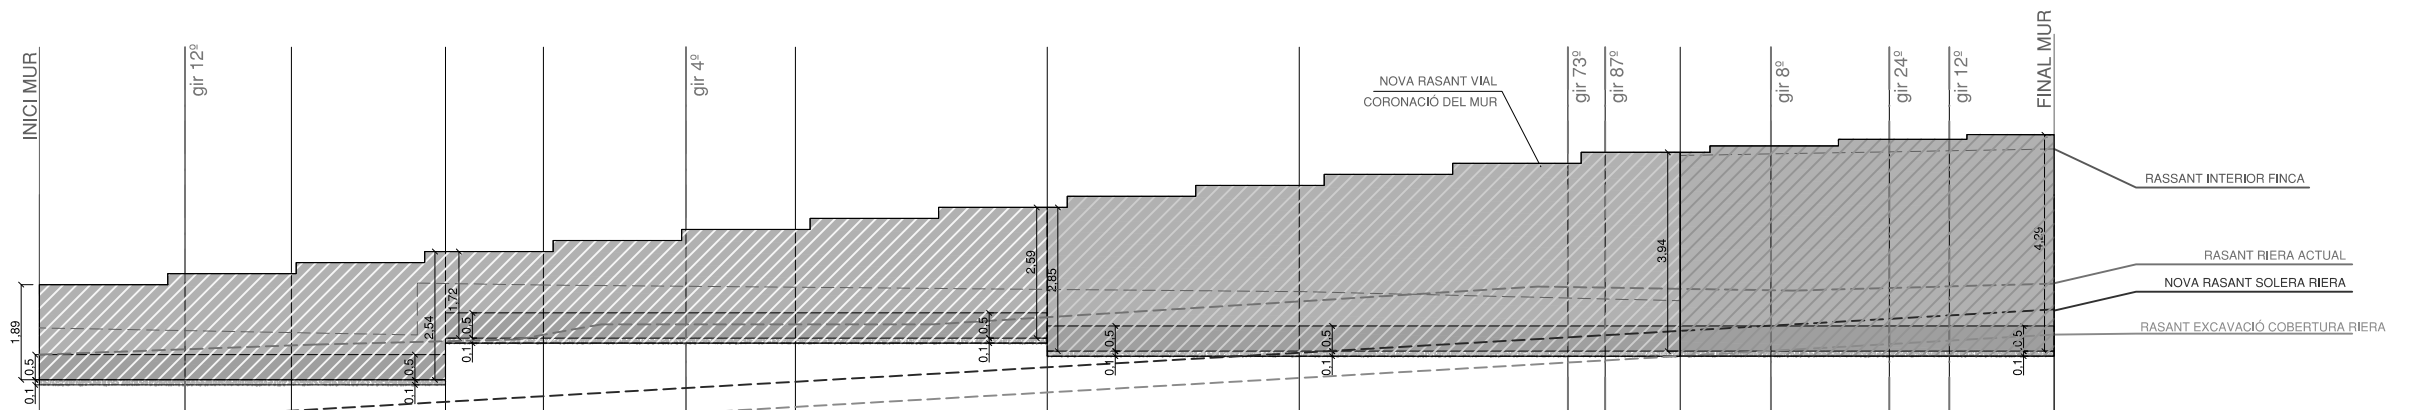 INICI MUR
gir 12º
gir 4º
NOVA RASANT VIAL
CORONACIÓ DEL MUR
gir 73º
gir 87º
gir 8º
gir 24º
gir 12º
FINAL MUR
RASSANT INTERIOR FINCA
RASANT RIERA ACTUAL
NOVA RASANT SOLERA RIERA
RASANT EXCAVACIÓ COBERTURA RIERA
1.89
0.5
0.1
0.5
0.1
2.54
1.72
0.5
0.1
0.5
0.1
2.59
2.85
0.5
0.1
0.5
0.1
3.94
4.29
0.5
0.1